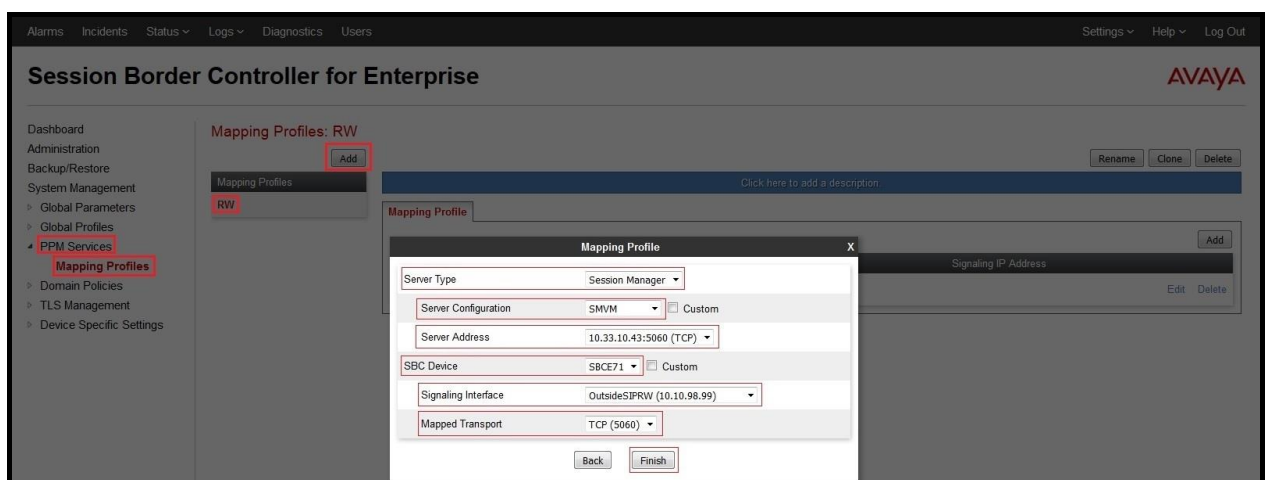 Alarms Incidents Status Logs Diagnostics Users Settings Help Log Out
Session Border Controller for Enterprise
AVAYA
Dashboard
Administration
Backup/Restore
System Management
Global Parameters
Global Profiles
PPM Services
Mapping Profiles
Domain Policies
TLS Management
Device Specific Settings
Mapping Profiles: RW
Add
Rename Clone Delete
Mapping Profiles
RW
Click here to add a description.
Mapping Profile
Add
Signaling IP Address
Edit Delete
Mapping Profile X
Server Type Session Manager
Server Configuration SMVM Custom
Server Address 10.33.10.43:5060 (TCP)
SBC Device SBCE71 Custom
Signaling Interface OutsideSIPRW (10.10.98.99)
Mapped Transport TCP (5060)
Back Finish